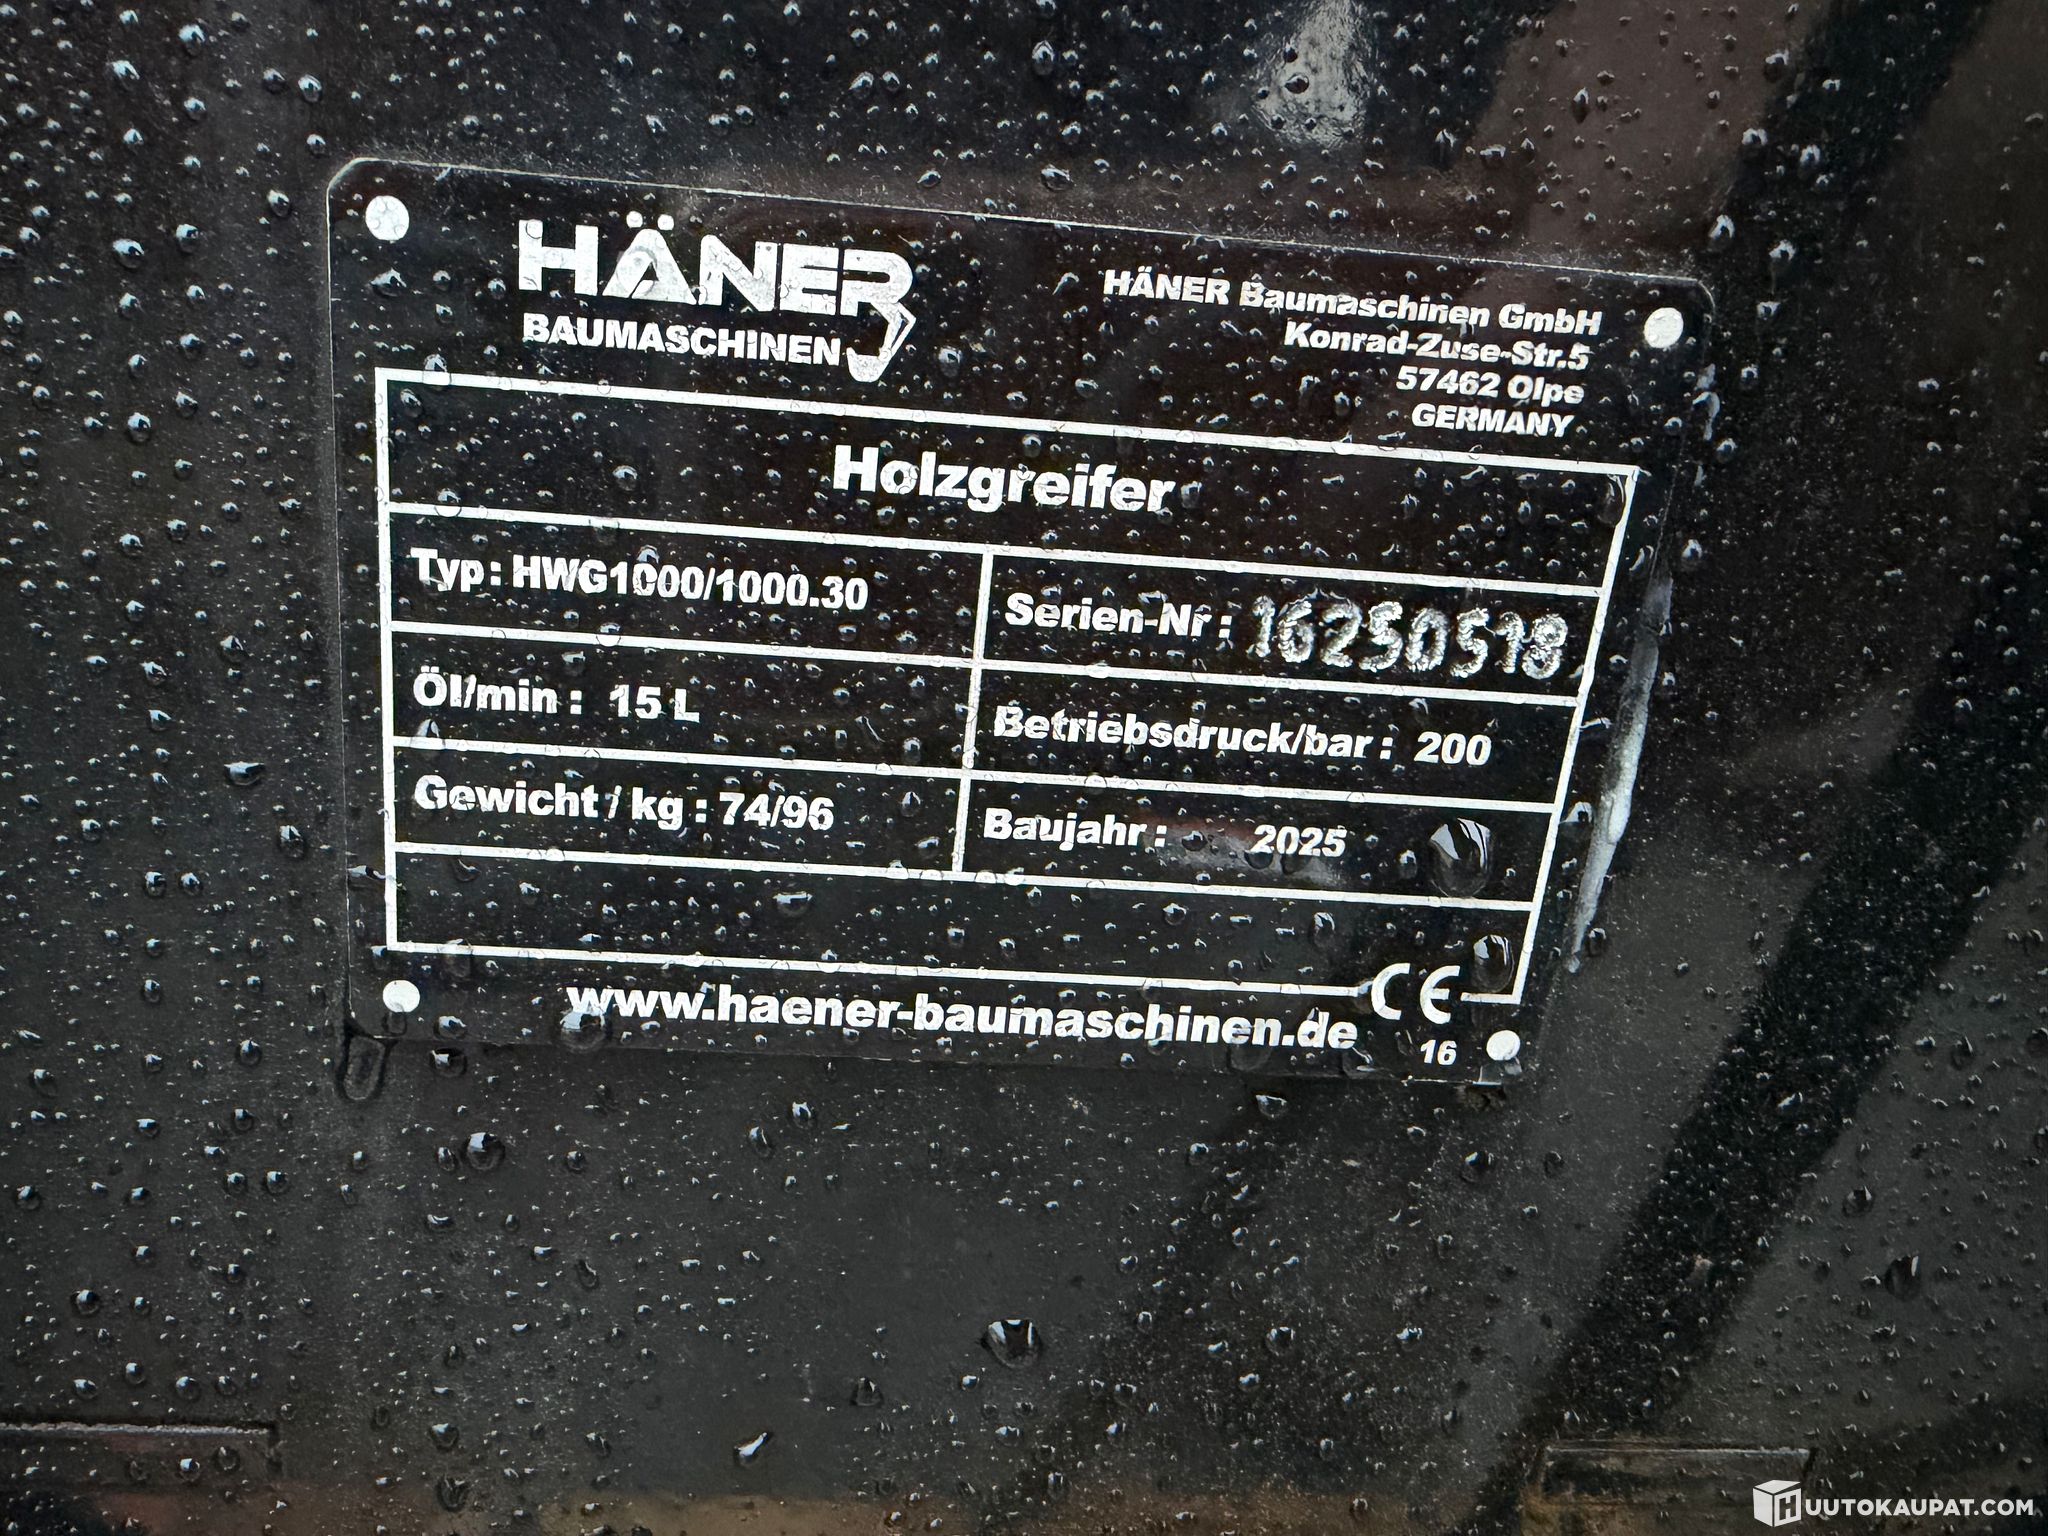 HÄNER
BAUMASCHINEN
HÄNER Baumaschinen GmbH
Konrad-Zuse-Str.5
57462 Olpe
GERMANY
Holzgreifer
Typ: HWG1000/1000.30
Serien-Nr: 16250518
Öl/min: 15 L
Betriebsdruck/bar: 200
Gewicht / kg : 74/96
Baujahr: 2025
www.haener-baumaschinen.de
CE
16
HUUTOKAUPAT.COM